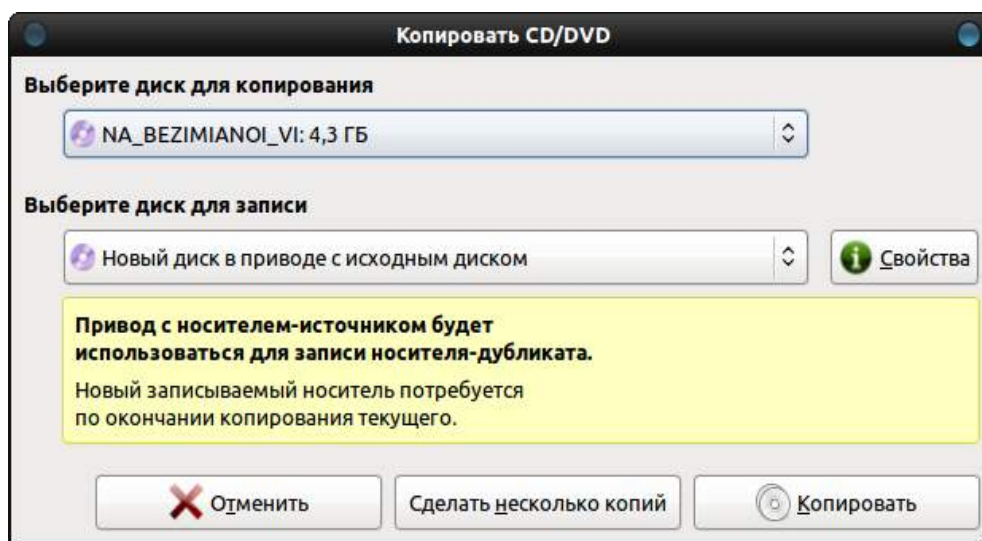 Копировать CD/DVD
Выберите диск для копирования
NA_BEZIMIANOI_VI: 4,3 ГБ
Выберите диск для записи
Новый диск в приводе с исходным диском
Свойства
Привод с носителем-источником будет
использоваться для записи носителя-дубликата.
Новый записываемый носитель потребуется
по окончании копирования текущего.
Отменить
Сделать несколько копий
Копировать